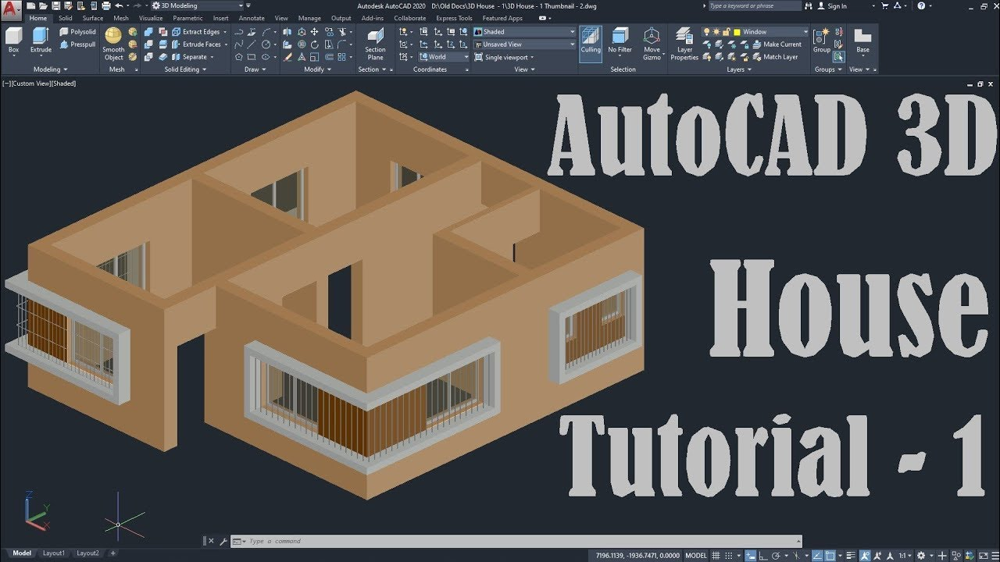 3D Modeling
Autodesk AutoCAD 2020 D:\Old Docs\3D House - 1\3D House - 1 Thumbnail - 2.dwg
Type a keyword or phrase
Sign In
Home Solid Surface Mesh Visualize Parametric Insert Annotate View Manage Output Add-ins Collaborate Express Tools Featured Apps
Box
Extrude
Polysolid
Presspull
Smooth
Object
Extract Edges
Extrude Faces
Separate
Section
Plane
World
Shaded
Unsaved View
Single viewport
Culling
No Filter
Move
Gizmo
Layer
Properties
Window
Make Current
Match Layer
Group
Base
Modeling Mesh Solid Editing Draw Modify Section Coordinates View Selection Layers Groups View
[−][Custom View][Shaded]
AutoCAD 3D
House
Tutorial - 1
Z
Y
X
Type a command
Model Layout1 Layout2 +
7196.1139, -1936.7471, 0.0000 MODEL
1:1